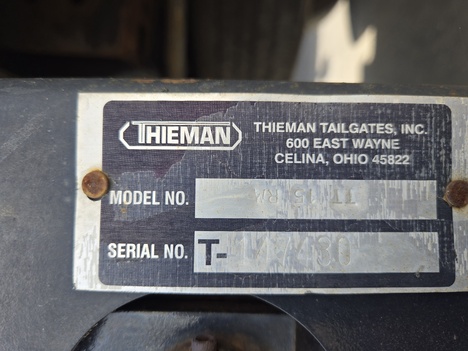 THIEMAN
THIEMAN TAILGATES, INC.
600 EAST WAYNE
CELINA, OHIO 45822
MODEL NO.
SERIAL NO. T-